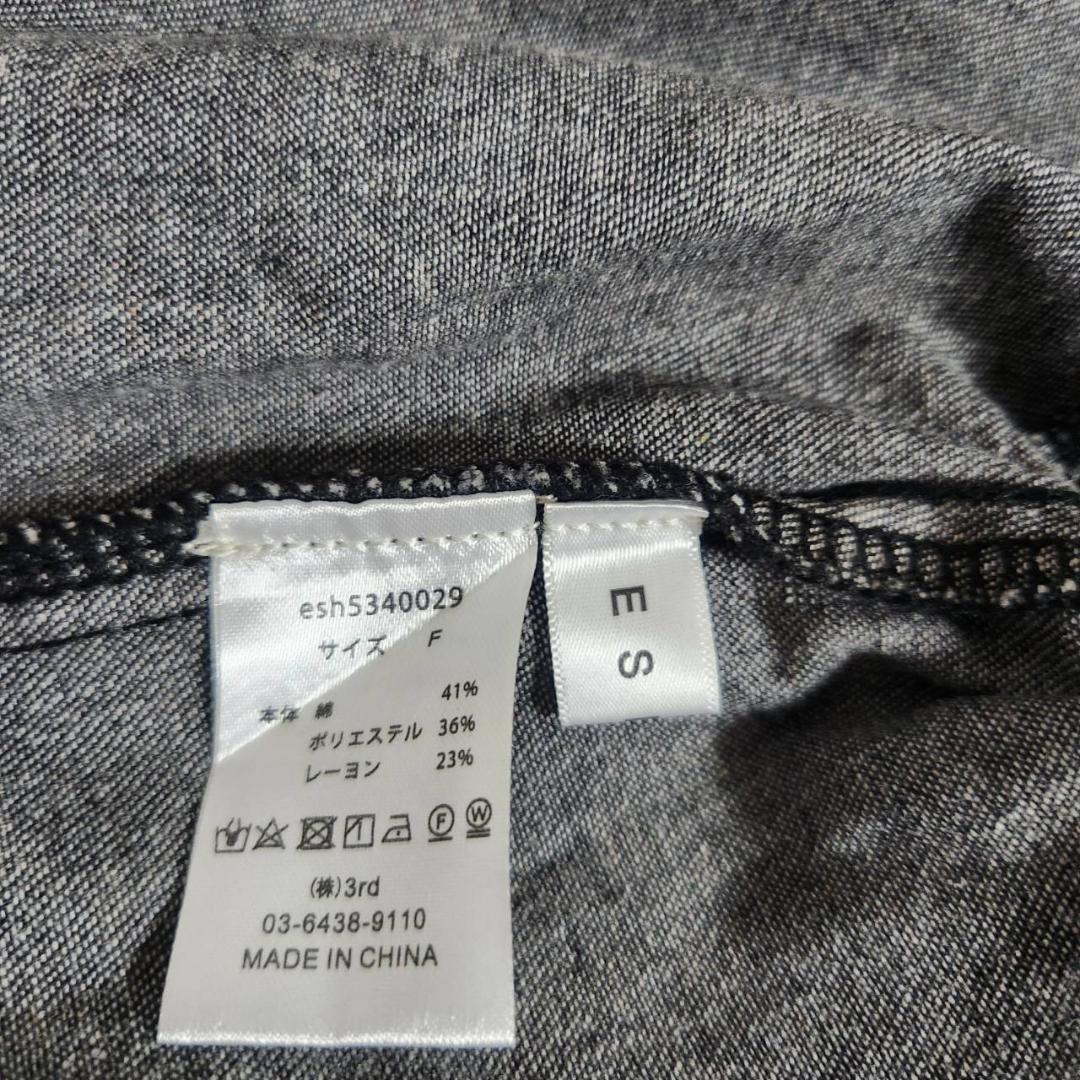 esh5340029
サイズ F
本体 綿 41%
ポリエステル 36%
レーヨン 23%
F W
(株)3rd
03-6438-9110
MADE IN CHINA
E S